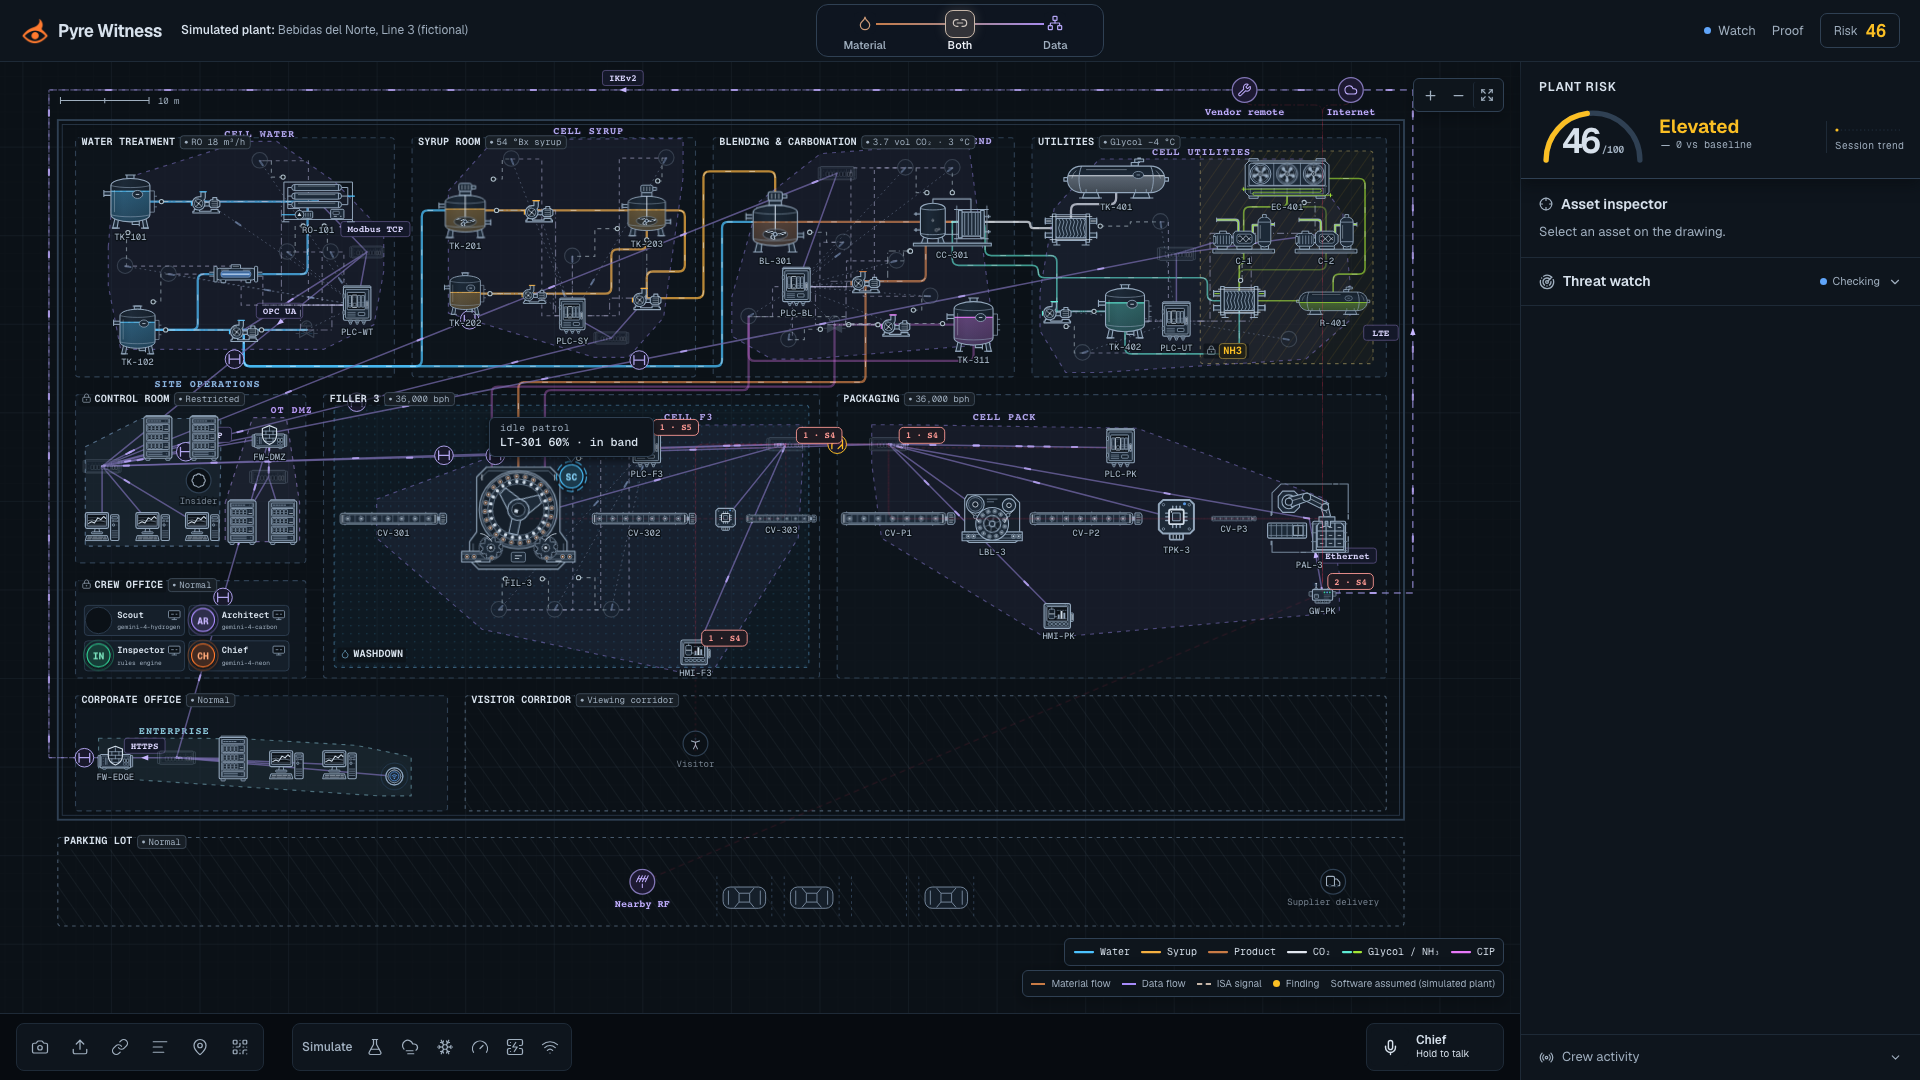 Pyre Witness
Simulated plant: Bebidas del Norte, Line 3 (fictional)
Material
Both
Data
Watch
Proof
Risk 46
IKEv2
10 m
Vendor remote
Internet
CELL WATER
WATER TREATMENT
RO 18 m³/h
CELL SYRUP
SYRUP ROOM
54 °Bx syrup
BLENDING & CARBONATION
3.7 vol CO₂ · 3 °C
UTILITIES
Glycol -4 °C
CELL UTILITIES
TK-101
RO-101
Modbus TCP
TK-201
TK-203
BL-301
CC-301
TK-401
EC-401
C-1
C-2
OPC UA
PLC-WT
TK-102
TK-202
PLC-SY
PLC-BL
TK-311
TK-402
PLC-UT
NH3
R-401
LTE
SITE OPERATIONS
CONTROL ROOM
Restricted
OT DMZ
FW-DMZ
Insider
FILLER 3
36,000 bph
CELL F3
idle patrol
LT-301 60% · in band
1 · S5
1 · S4
PLC-F3
SC
CV-301
CV-302
CV-303
FIL-3
WASHDOWN
1 · S4
HMI-F3
PACKAGING
36,000 bph
CELL PACK
1 · S4
PLC-PK
CV-P1
LBL-3
CV-P2
TPK-3
CV-P3
PAL-3
Ethernet
2 · S4
GW-PK
HMI-PK
CREW OFFICE
Normal
Scout
gemini-4-hydrogen
AR
Architect
gemini-4-carbon
IN
Inspector
rules engine
CH
Chief
gemini-4-neon
CORPORATE OFFICE
Normal
ENTERPRISE
HTTPS
FW-EDGE
VISITOR CORRIDOR
Viewing corridor
Visitor
PARKING LOT
Normal
Nearby RF
Supplier delivery
Water
Syrup
Product
CO₂
Glycol / NH₃
CIP
Material flow
Data flow
ISA signal
Finding
Software assumed (simulated plant)
Simulate
Chief
Hold to talk
PLANT RISK
46/100
Elevated
— 0 vs baseline
Session trend
Asset inspector
Select an asset on the drawing.
Threat watch
Checking
Crew activity